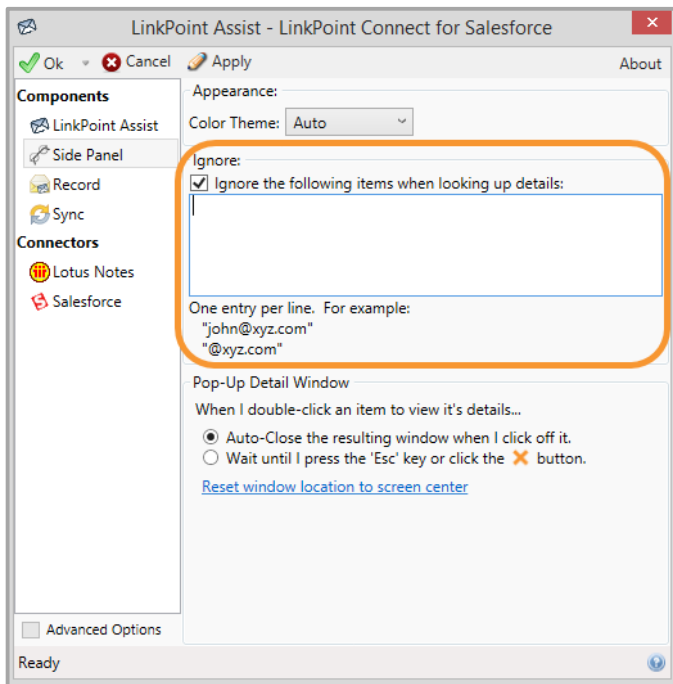 LinkPoint Assist - LinkPoint Connect for Salesforce
Ok Cancel Apply About
Components
LinkPoint Assist
Side Panel
Record
Sync
Connectors
Lotus Notes
Salesforce
Appearance:
Color Theme: Auto
Ignore:
Ignore the following items when looking up details:
One entry per line. For example:
"john@xyz.com"
"@xyz.com"
Pop-Up Detail Window
When I double-click an item to view it's details...
Auto-Close the resulting window when I click off it.
Wait until I press the 'Esc' key or click the button.
Reset window location to screen center
Advanced Options
Ready